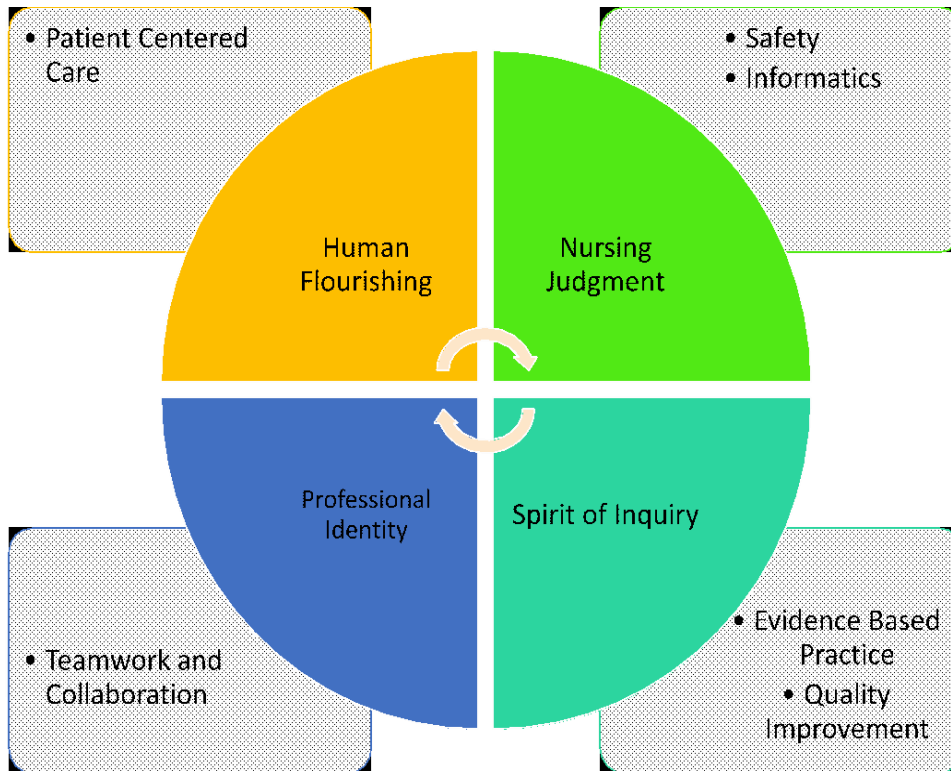 • Patient Centered
Care
• Safety
• Informatics
Human
Flourishing
Nursing
Judgment
Professional
Identity
Spirit of Inquiry
• Teamwork and
Collaboration
• Evidence Based
Practice
• Quality
Improvement